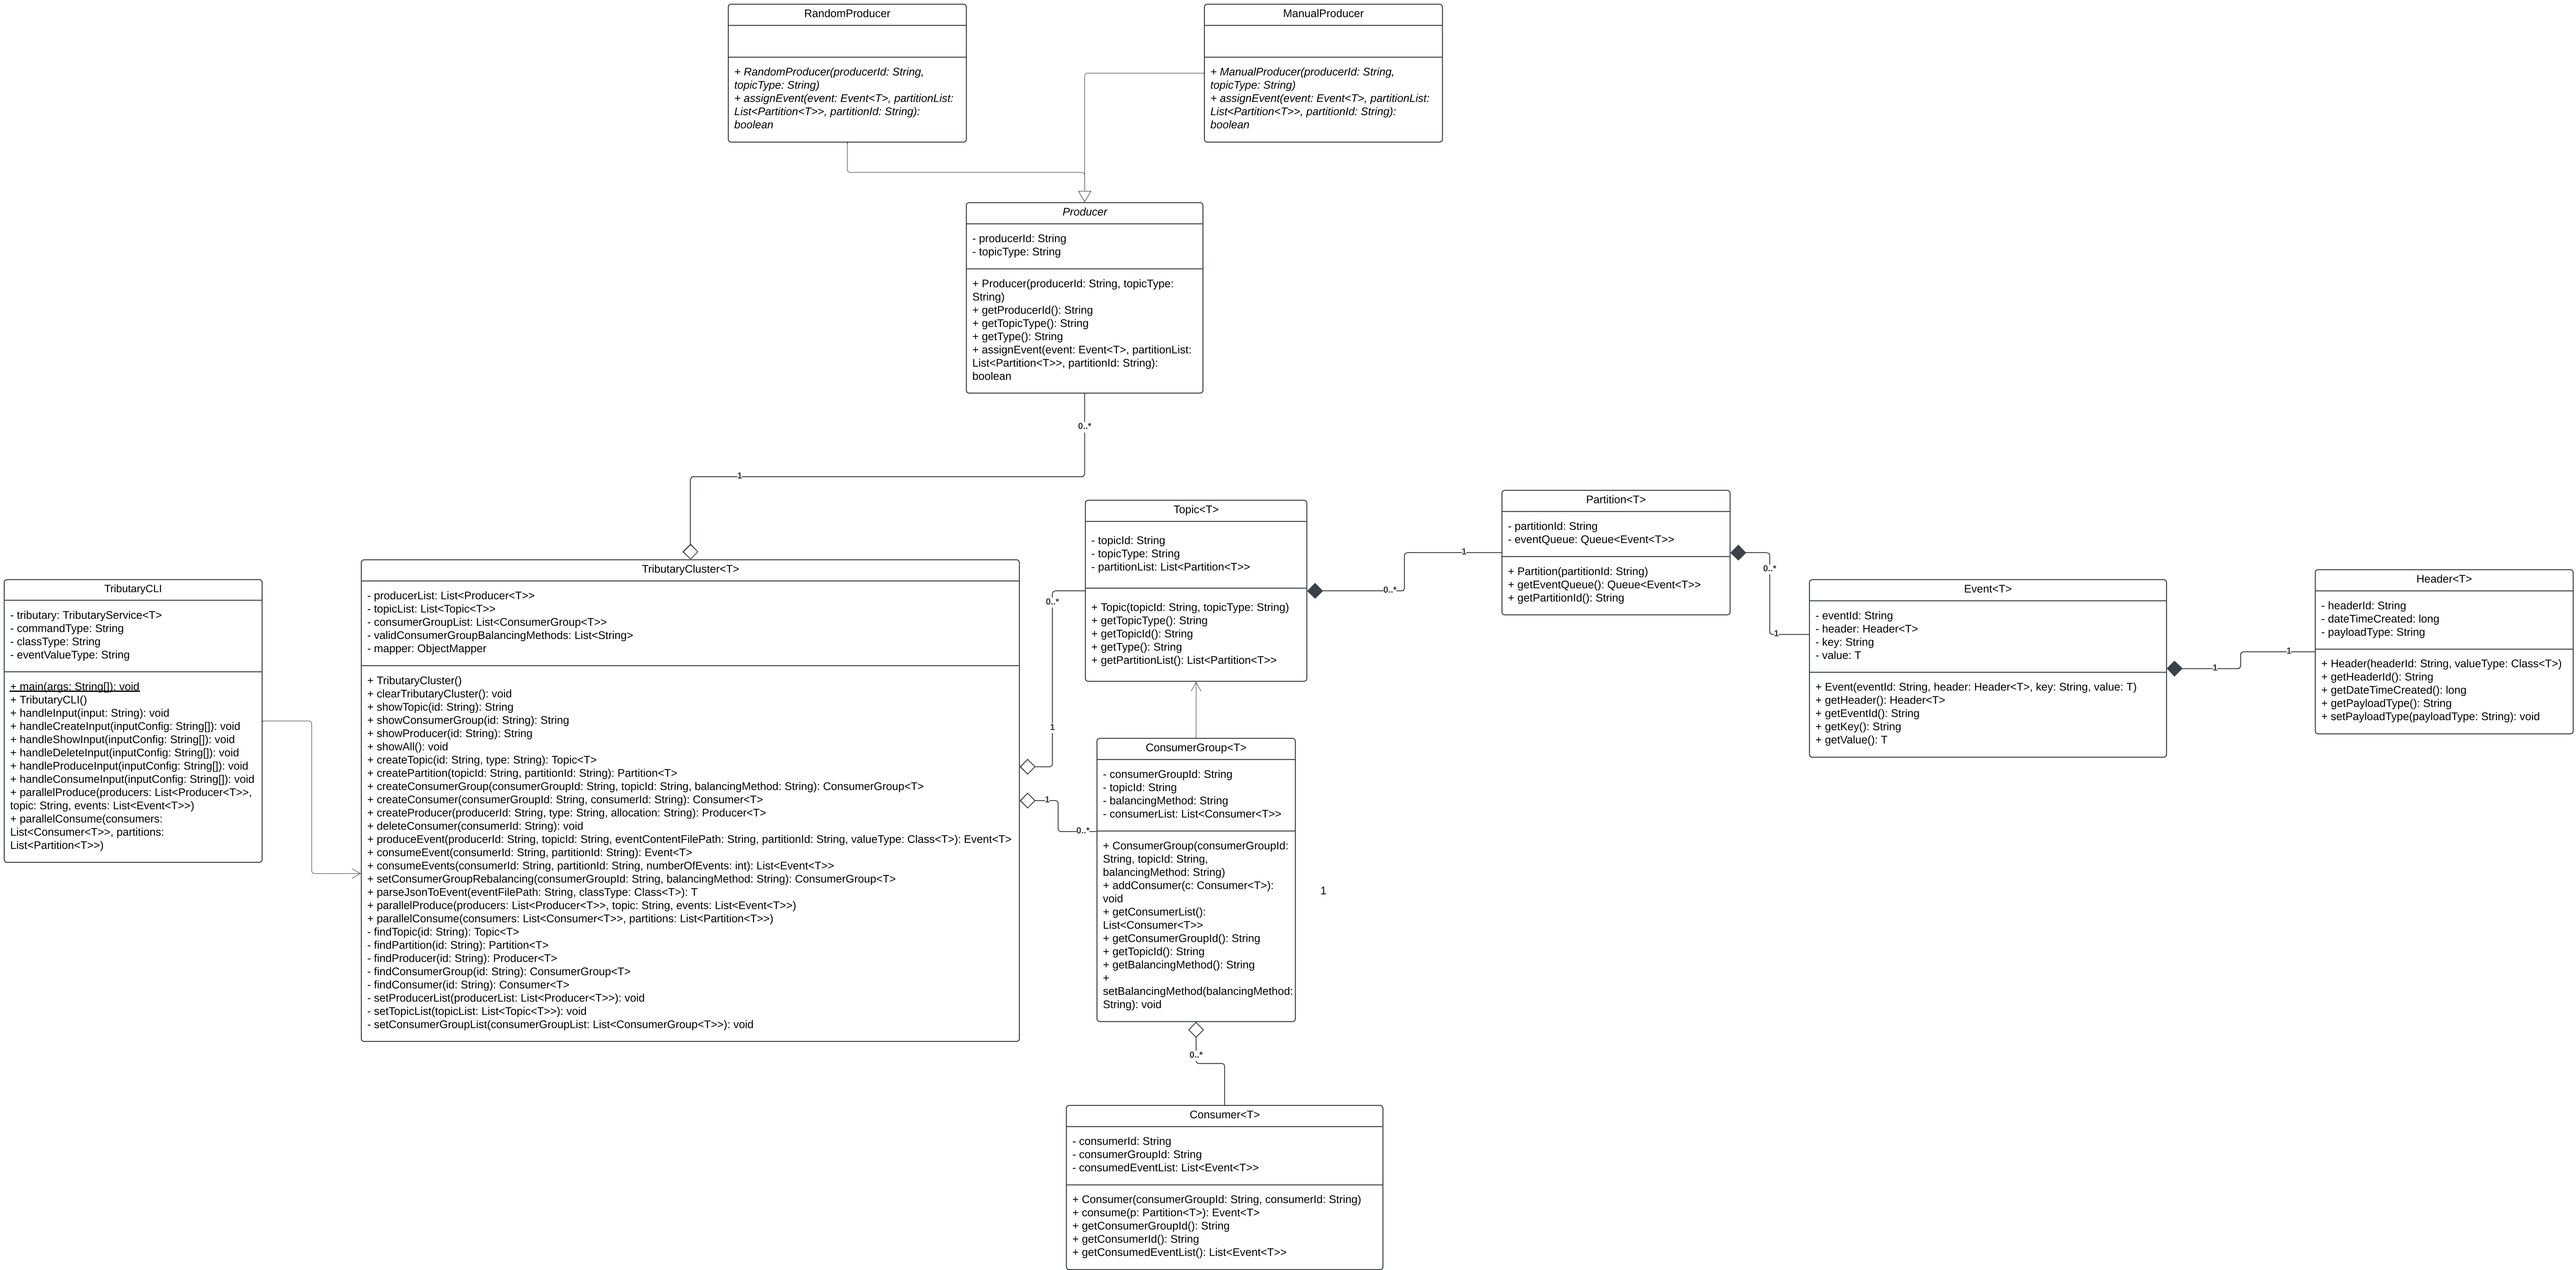 RandomProducer
+ RandomProducer(producerId: String,
topicType: String)
+ assignEvent(event: Event<T>, partitionList:
List<Partition<T>>, partitionId: String):
boolean
ManualProducer
+ ManualProducer(producerId: String,
topicType: String)
+ assignEvent(event: Event<T>, partitionList:
List<Partition<T>>, partitionId: String):
boolean
Producer
- producerId: String
- topicType: String
+ Producer(producerId: String, topicType:
String)
+ getProducerId(): String
+ getTopicType(): String
+ getType(): String
+ assignEvent(event: Event<T>, partitionList:
List<Partition<T>>, partitionId: String):
boolean
0..*
1
TributaryCLI
- tributary: TributaryService<T>
- commandType: String
- classType: String
- eventValueType: String
+ main(args: String[]): void
+ TributaryCLI()
+ handleInput(input: String): void
+ handleCreateInput(inputConfig: String[]): void
+ handleShowInput(inputConfig: String[]): void
+ handleDeleteInput(inputConfig: String[]): void
+ handleProduceInput(inputConfig: String[]): void
+ handleConsumeInput(inputConfig: String[]): void
+ parallelProduce(producers: List<Producer<T>>,
topic: String, events: List<Event<T>>)
+ parallelConsume(consumers:
List<Consumer<T>>, partitions:
List<Partition<T>>)
TributaryCluster<T>
- producerList: List<Producer<T>>
- topicList: List<Topic<T>>
- consumerGroupList: List<ConsumerGroup<T>>
- validConsumerGroupBalancingMethods: List<String>
- mapper: ObjectMapper
+ TributaryCluster()
+ clearTributaryCluster(): void
+ showTopic(id: String): String
+ showConsumerGroup(id: String): String
+ showProducer(id: String): String
+ showAll(): void
+ createTopic(id: String, type: String): Topic<T>
+ createPartition(topicId: String, partitionId: String): Partition<T>
+ createConsumerGroup(consumerGroupId: String, topicId: String, balancingMethod: String): ConsumerGroup<T>
+ createConsumer(consumerGroupId: String, consumerId: String): Consumer<T>
+ createProducer(producerId: String, type: String, allocation: String): Producer<T>
+ deleteConsumer(consumerId: String): void
+ produceEvent(producerId: String, topicId: String, eventContentFilePath: String, partitionId: String, valueType: Class<T>): Event<T>
+ consumeEvent(consumerId: String, partitionId: String): Event<T>
+ consumeEvents(consumerId: String, partitionId: String, numberOfEvents: int): List<Event<T>>
+ setConsumerGroupRebalancing(consumerGroupId: String, balancingMethod: String): ConsumerGroup<T>
+ parseJsonToEvent(eventFilePath: String, classType: Class<T>): T
+ parallelProduce(producers: List<Producer<T>>, topic: String, events: List<Event<T>>)
+ parallelConsume(consumers: List<Consumer<T>>, partitions: List<Partition<T>>)
- findTopic(id: String): Topic<T>
- findPartition(id: String): Partition<T>
- findProducer(id: String): Producer<T>
- findConsumerGroup(id: String): ConsumerGroup<T>
- findConsumer(id: String): Consumer<T>
- setProducerList(producerList: List<Producer<T>>): void
- setTopicList(topicList: List<Topic<T>>): void
- setConsumerGroupList(consumerGroupList: List<ConsumerGroup<T>>): void
0..*
1
1
0..*
Topic<T>
- topicId: String
- topicType: String
- partitionList: List<Partition<T>>
+ Topic(topicId: String, topicType: String)
+ getTopicType(): String
+ getTopicId(): String
+ getType(): String
+ getPartitionList(): List<Partition<T>>
0..*
1
Partition<T>
- partitionId: String
- eventQueue: Queue<Event<T>>
+ Partition(partitionId: String)
+ getEventQueue(): Queue<Event<T>>
+ getPartitionId(): String
0..*
1
Event<T>
- eventId: String
- header: Header<T>
- key: String
- value: T
+ Event(eventId: String, header: Header<T>, key: String, value: T)
+ getHeader(): Header<T>
+ getEventId(): String
+ getKey(): String
+ getValue(): T
1
1
Header<T>
- headerId: String
- dateTimeCreated: long
- payloadType: String
+ Header(headerId: String, valueType: Class<T>)
+ getHeaderId(): String
+ getDateTimeCreated(): long
+ getPayloadType(): String
+ setPayloadType(payloadType: String): void
ConsumerGroup<T>
- consumerGroupId: String
- topicId: String
- balancingMethod: String
- consumerList: List<Consumer<T>>
+ ConsumerGroup(consumerGroupId:
String, topicId: String,
balancingMethod: String)
+ addConsumer(c: Consumer<T>):
void
+ getConsumerList():
List<Consumer<T>>
+ getConsumerGroupId(): String
+ getTopicId(): String
+ getBalancingMethod(): String
+
setBalancingMethod(balancingMethod:
String): void
1
0..*
Consumer<T>
- consumerId: String
- consumerGroupId: String
- consumedEventList: List<Event<T>>
+ Consumer(consumerGroupId: String, consumerId: String)
+ consume(p: Partition<T>): Event<T>
+ getConsumerGroupId(): String
+ getConsumerId(): String
+ getConsumedEventList(): List<Event<T>>